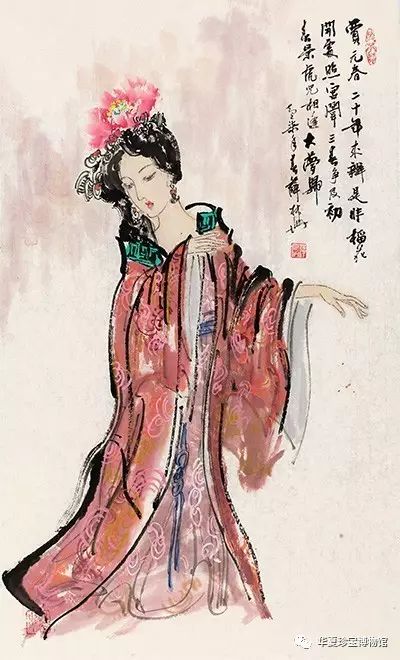 賈元春 二十年來辨是非 榴花
開處照宮闈 三春爭及初
春景 虎兕相逢大夢歸
年春薛林興
华夏珍宝博物馆